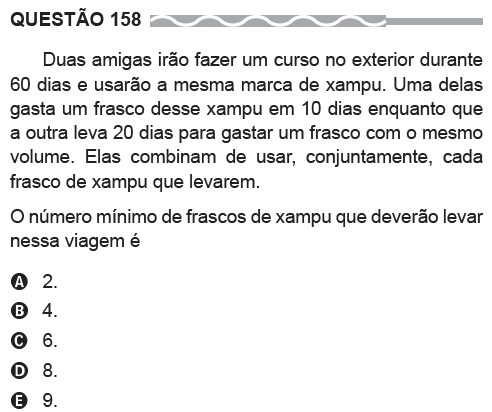 QUESTÃO 158
Duas amigas irão fazer um curso no exterior durante
60 dias e usarão a mesma marca de xampu. Uma delas
gasta um frasco desse xampu em 10 dias enquanto que
a outra leva 20 dias para gastar um frasco com o mesmo
volume. Elas combinam de usar, conjuntamente, cada
frasco de xampu que levarem.
O número mínimo de frascos de xampu que deverão levar
nessa viagem é
A 2.
B 4.
C 6.
D 8.
E 9.